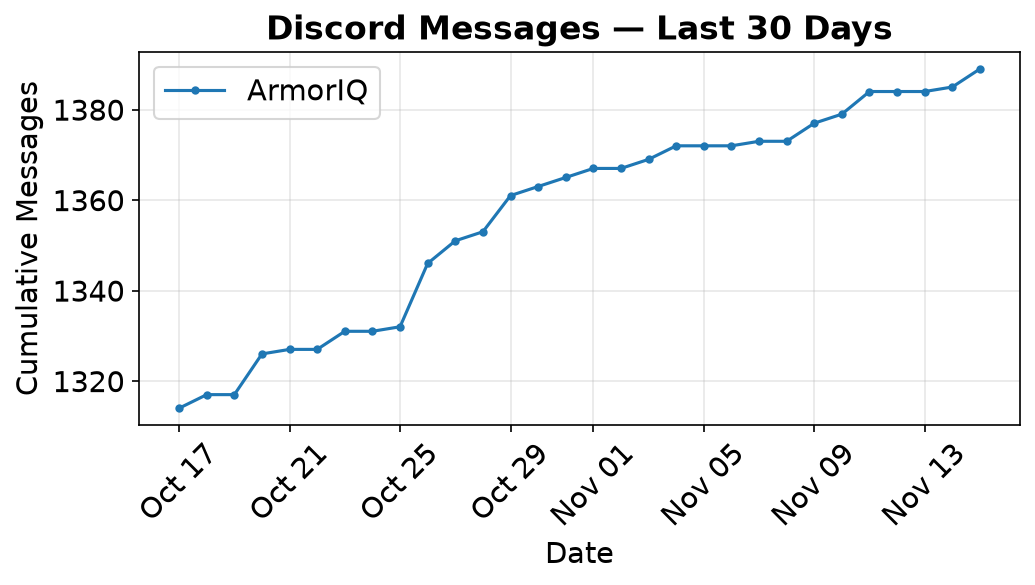 Discord Messages — Last 30 Days
ArmorIQ
Cumulative Messages
1380
1360
1340
1320
Oct 17
Oct 21
Oct 25
Oct 29
Nov 01
Nov 05
Nov 09
Nov 13
Date